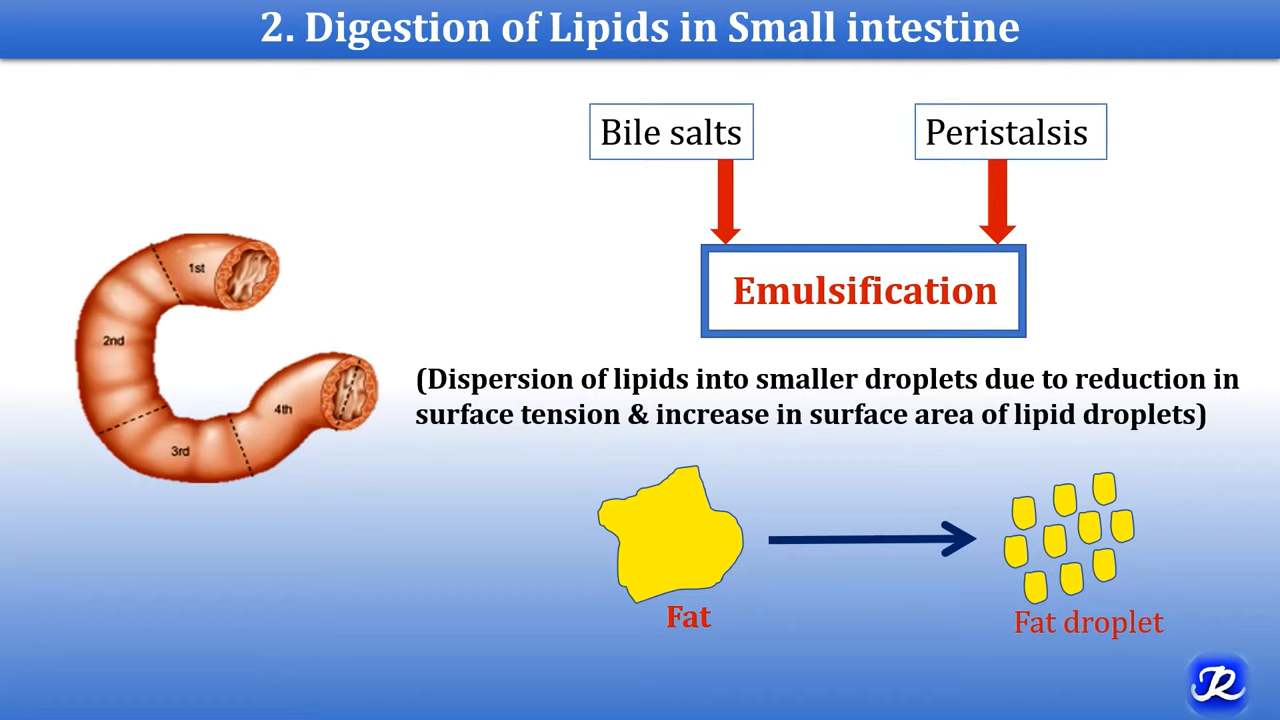 2. Digestion of Lipids in Small intestine
Bile salts
Peristalsis
Emulsification
(Dispersion of lipids into smaller droplets due to reduction in
surface tension & increase in surface area of lipid droplets)
1st
2nd
3rd
4th
Fat
Fat droplet
JR